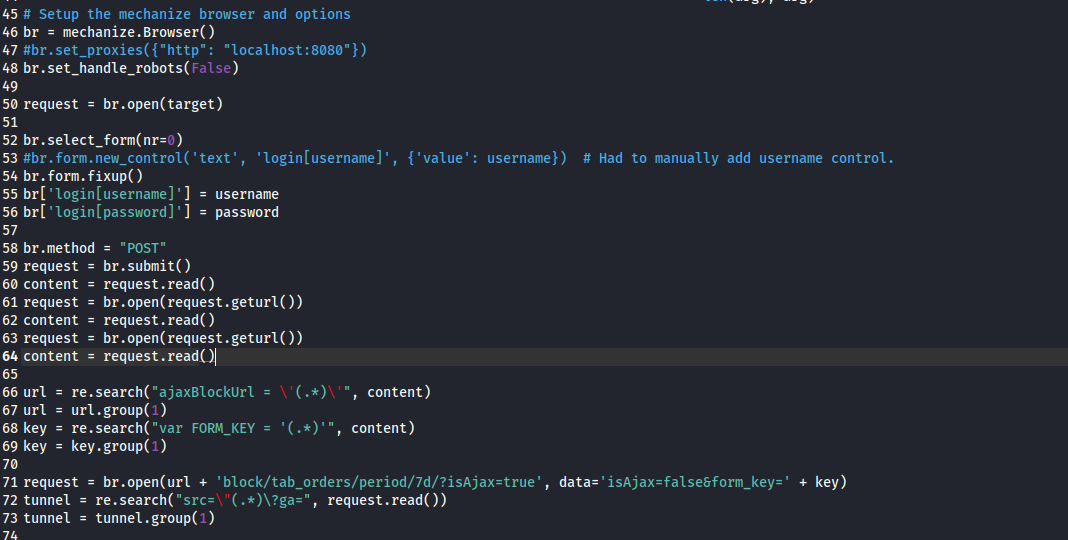 45 # Setup the mechanize browser and options
46 br = mechanize.Browser()
47 #br.set_proxies({"http": "localhost:8080"})
48 br.set_handle_robots(False)
49
50 request = br.open(target)
51
52 br.select_form(nr=0)
53 #br.form.new_control('text', 'login[username]', {'value': username})  # Had to manually add username control.
54 br.form.fixup()
55 br['login[username]'] = username
56 br['login[password]'] = password
57
58 br.method = "POST"
59 request = br.submit()
60 content = request.read()
61 request = br.open(request.geturl())
62 content = request.read()
63 request = br.open(request.geturl())
64 content = request.read()
65
66 url = re.search("ajaxBlockUrl = \'(.*)\'", content)
67 url = url.group(1)
68 key = re.search("var FORM_KEY = '(.*)'", content)
69 key = key.group(1)
70
71 request = br.open(url + 'block/tab_orders/period/7d/?isAjax=true', data='isAjax=false&form_key=' + key)
72 tunnel = re.search("src=\"(.*)\?ga=", request.read())
73 tunnel = tunnel.group(1)
74